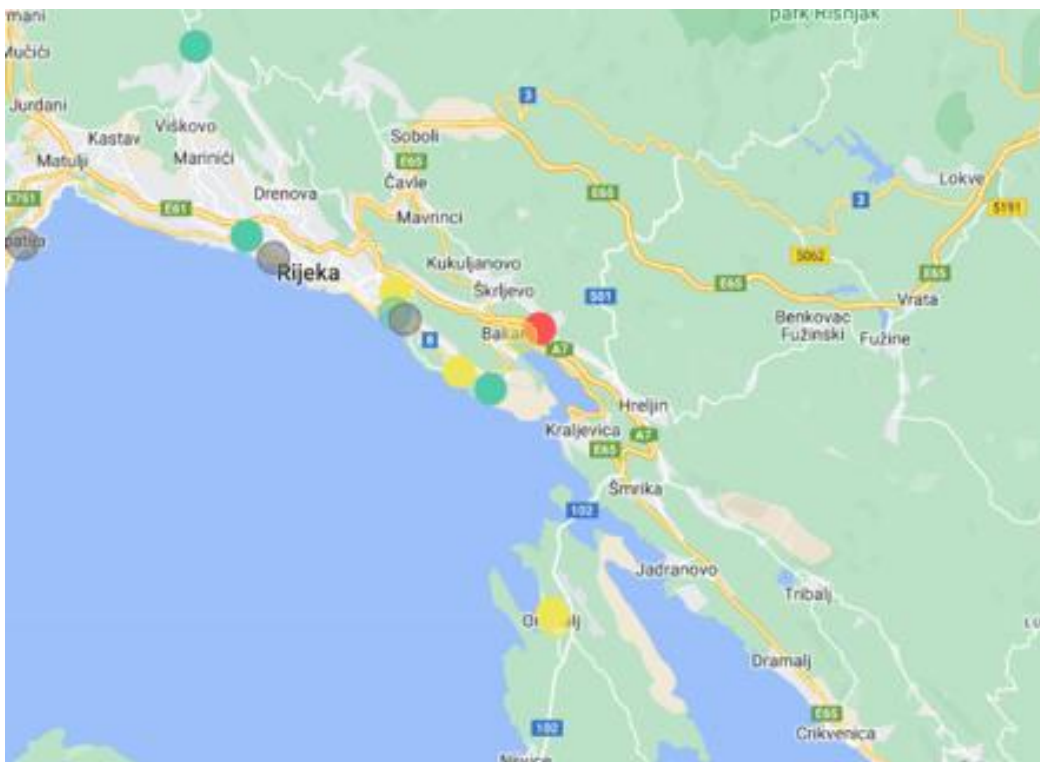 park Risnjak
Mučići
3
Jurdani
Viškovo
Kastav
Soboli
Marinići
Matulji
E65
Čavle
Lokve
Drenova
E65
E751
E61
3
5191
Mavrinci
5062
Rijeka
Kukuljanovo
E65
E65
Škrljevo
501
Vrata
Benkovac
Fužinski
Fužine
8
A7
Hreljin
Kraljevica
A7
E65
Šmrika
102
Jadranovo
Tribalj
Dramalj
E65
102
Crikvenica